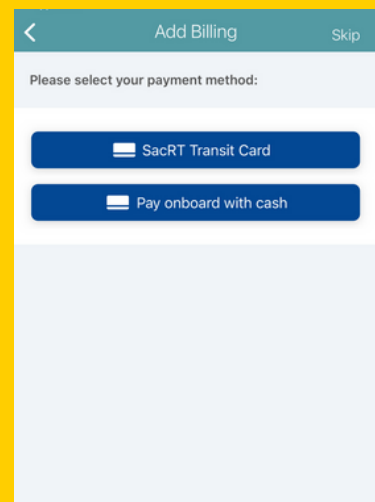 Add Billing
Skip
Please select your payment method:
SacRT Transit Card
Pay onboard with cash